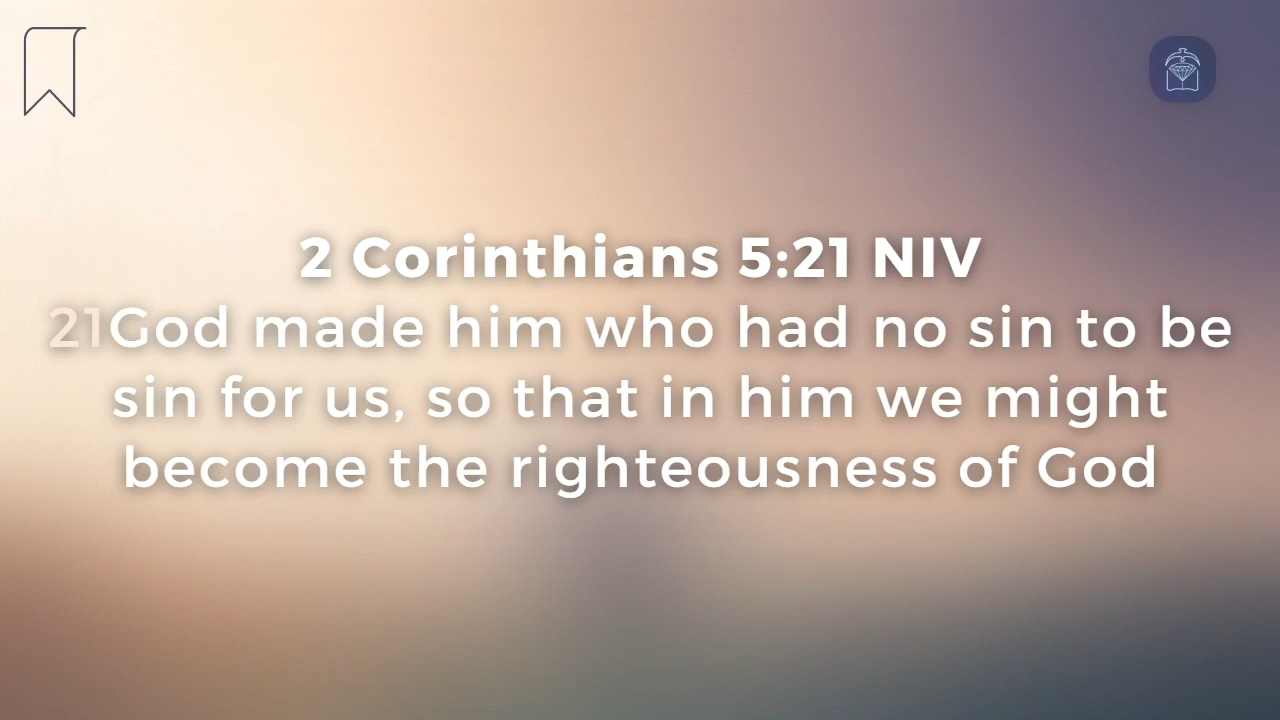 2 Corinthians 5:21 NIV
21God made him who had no sin to be
sin for us, so that in him we might
become the righteousness of God